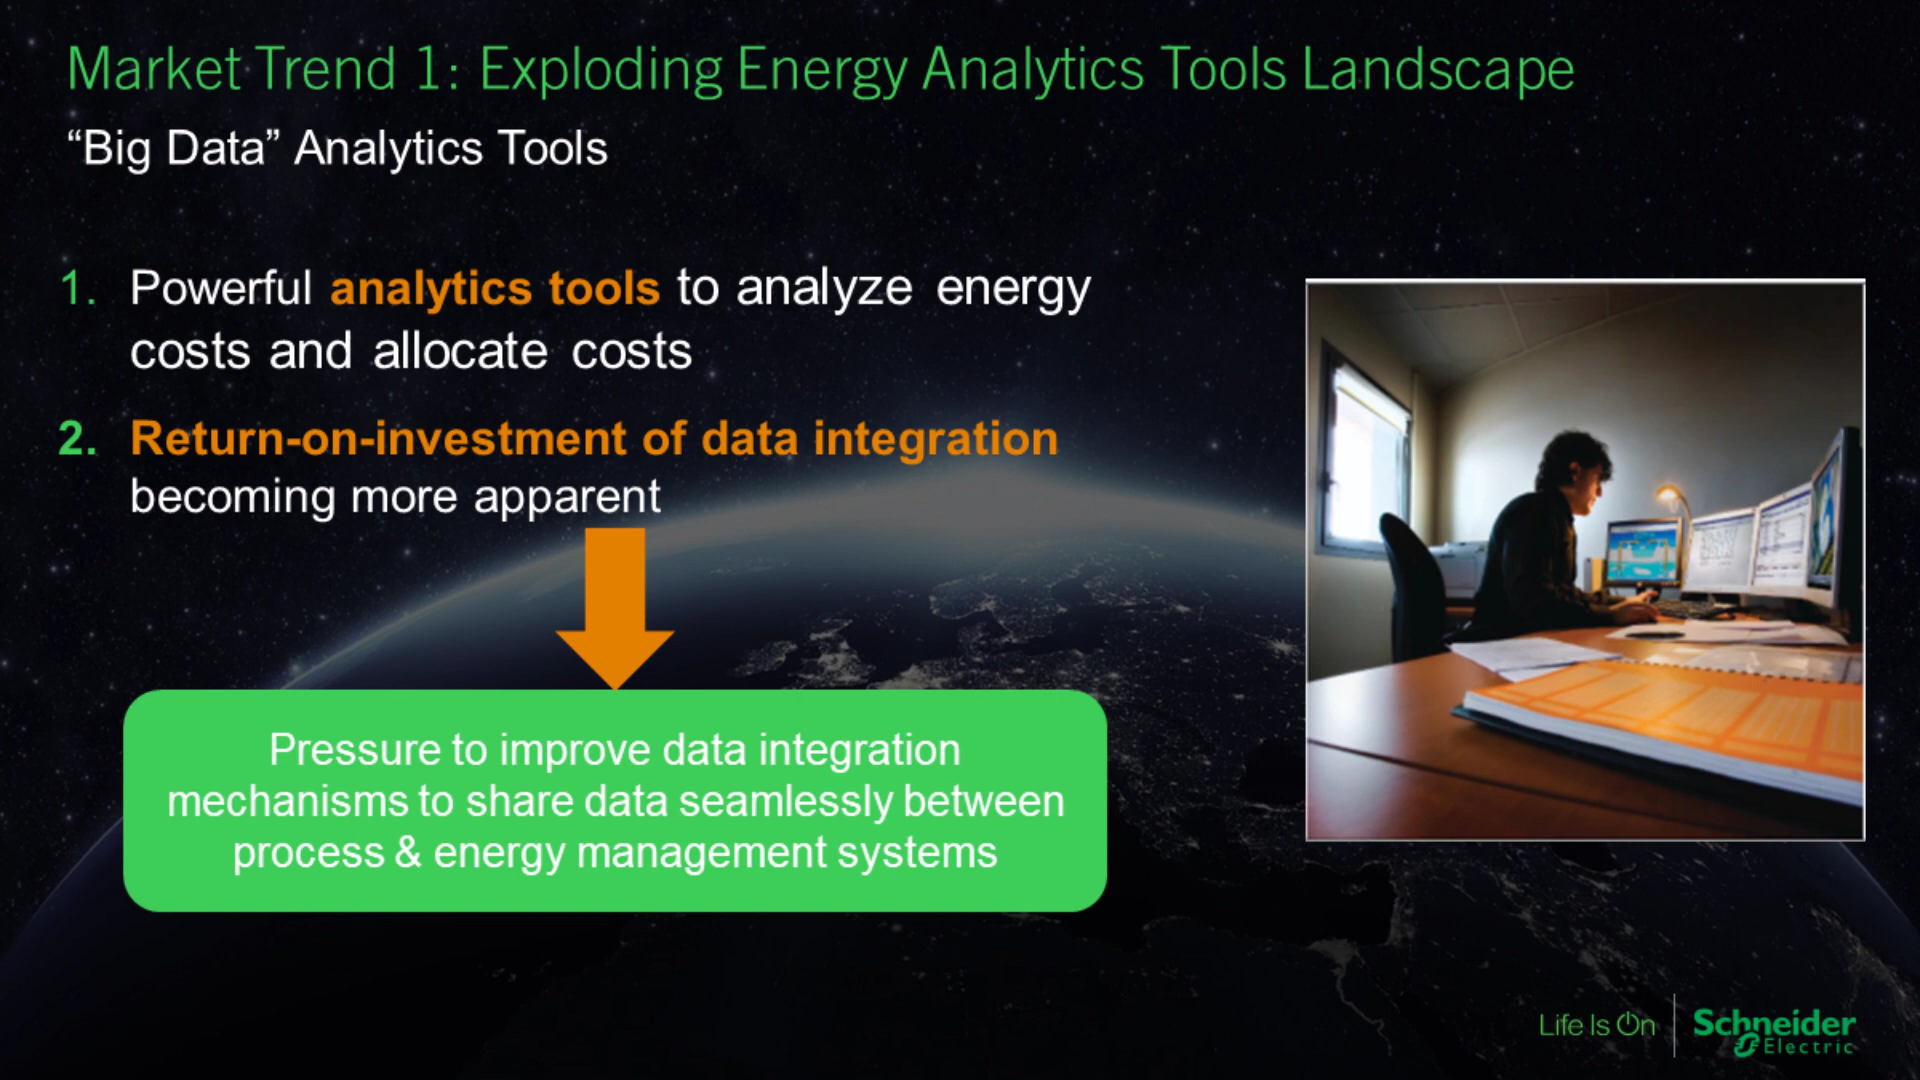 Market Trend 1: Exploding Energy Analytics Tools Landscape
“Big Data” Analytics Tools
1. Powerful analytics tools to analyze energy
costs and allocate costs
2. Return-on-investment of data integration
becoming more apparent
Pressure to improve data integration
mechanisms to share data seamlessly between
process & energy management systems
Life Is On
Schneider
Electric